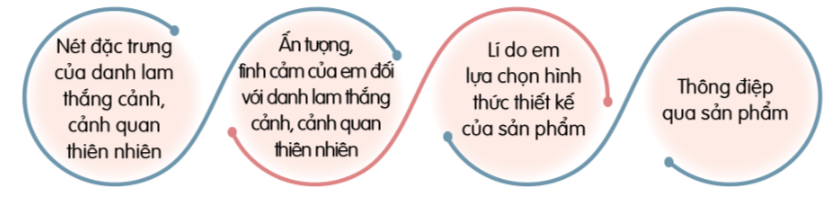 Nét đặc trưng
của danh lam
thắng cảnh,
cảnh quan
thiên nhiên
Ấn tượng,
tình cảm của em đối
với danh lam thắng
cảnh, cảnh quan
thiên nhiên
Lí do em
lựa chọn hình
thức thiết kế
của sản phẩm
Thông điệp
qua sản phẩm